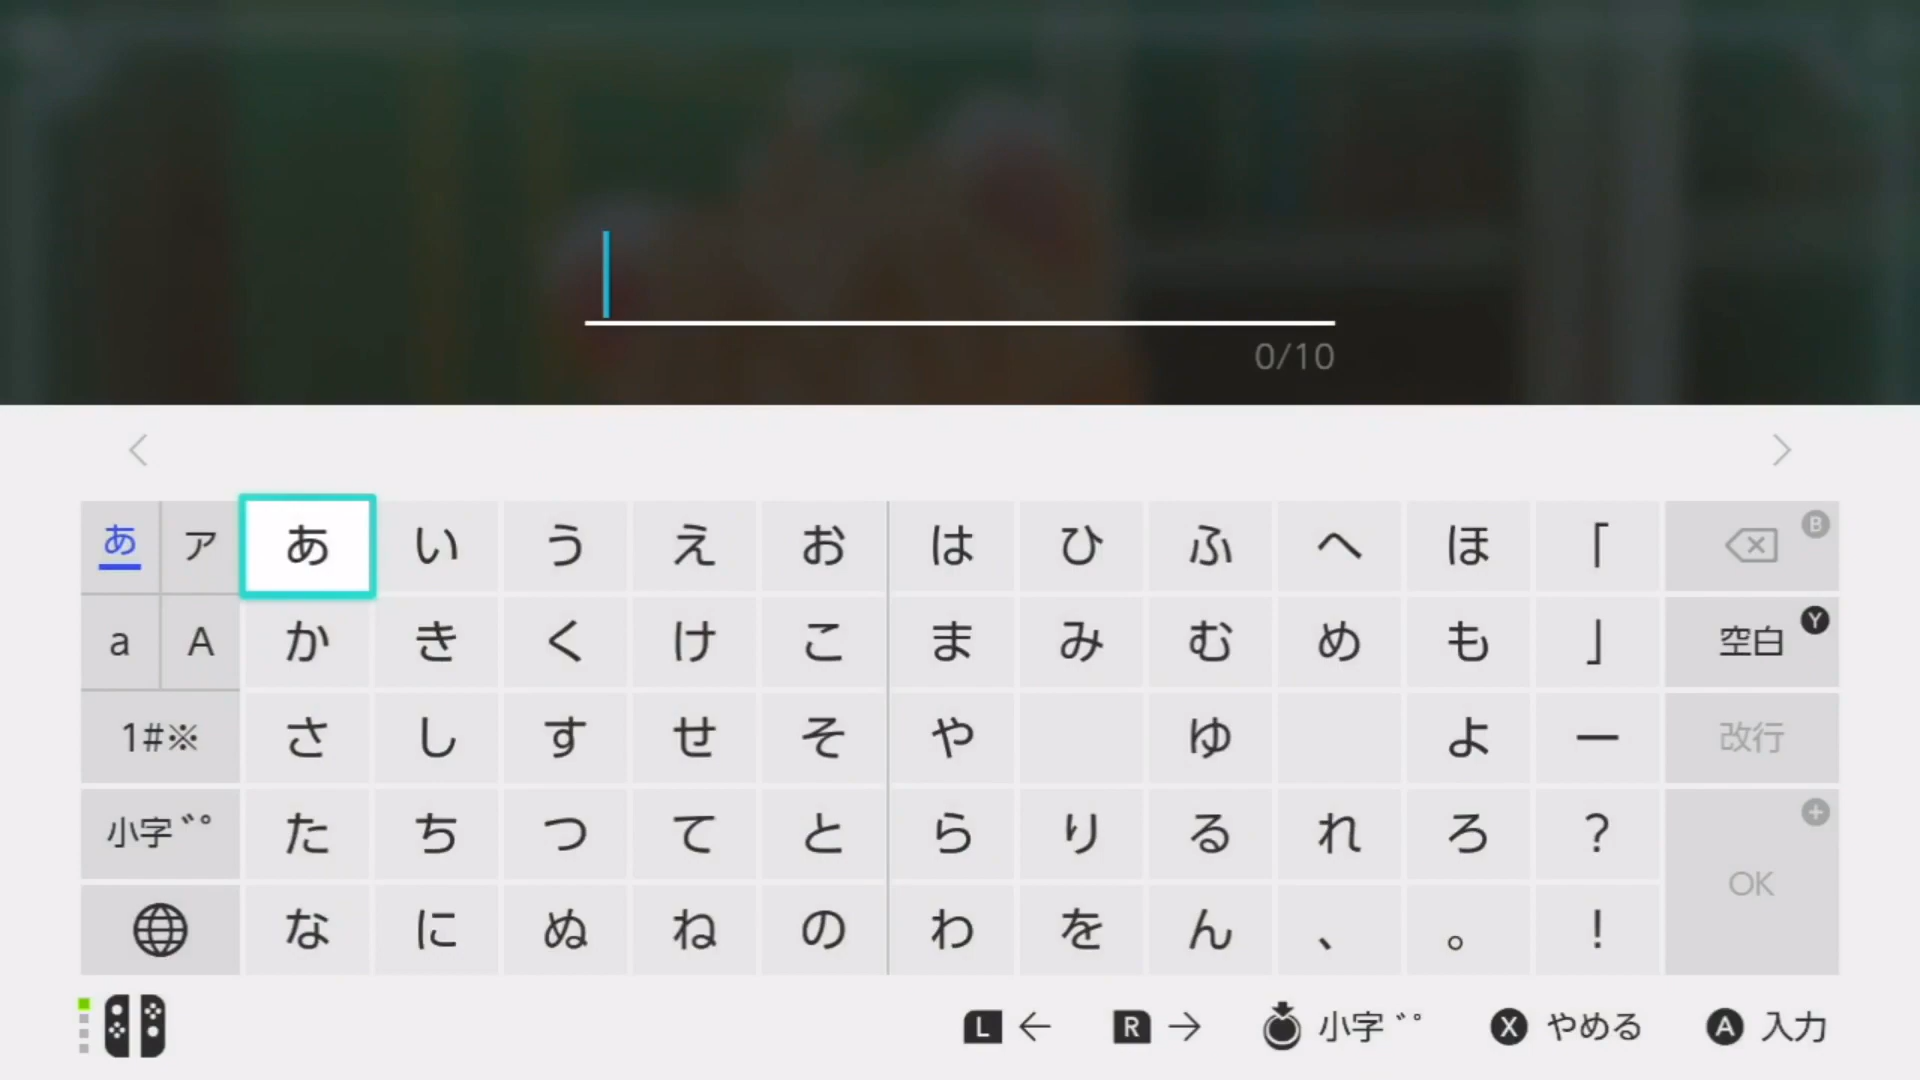 0/10
あ ア あ い う え お は ひ ふ へ ほ 「 B
a A か き く け こ ま み む め も 」 空白 Y
1#※ さ し す せ そ や ゆ よ ー 改行
小字゛゜ た ち つ て と ら り る れ ろ ? +
OK
な に ぬ ね の わ を ん 、 。 !
L ← R → 小字゛゜ X やめる A 入力